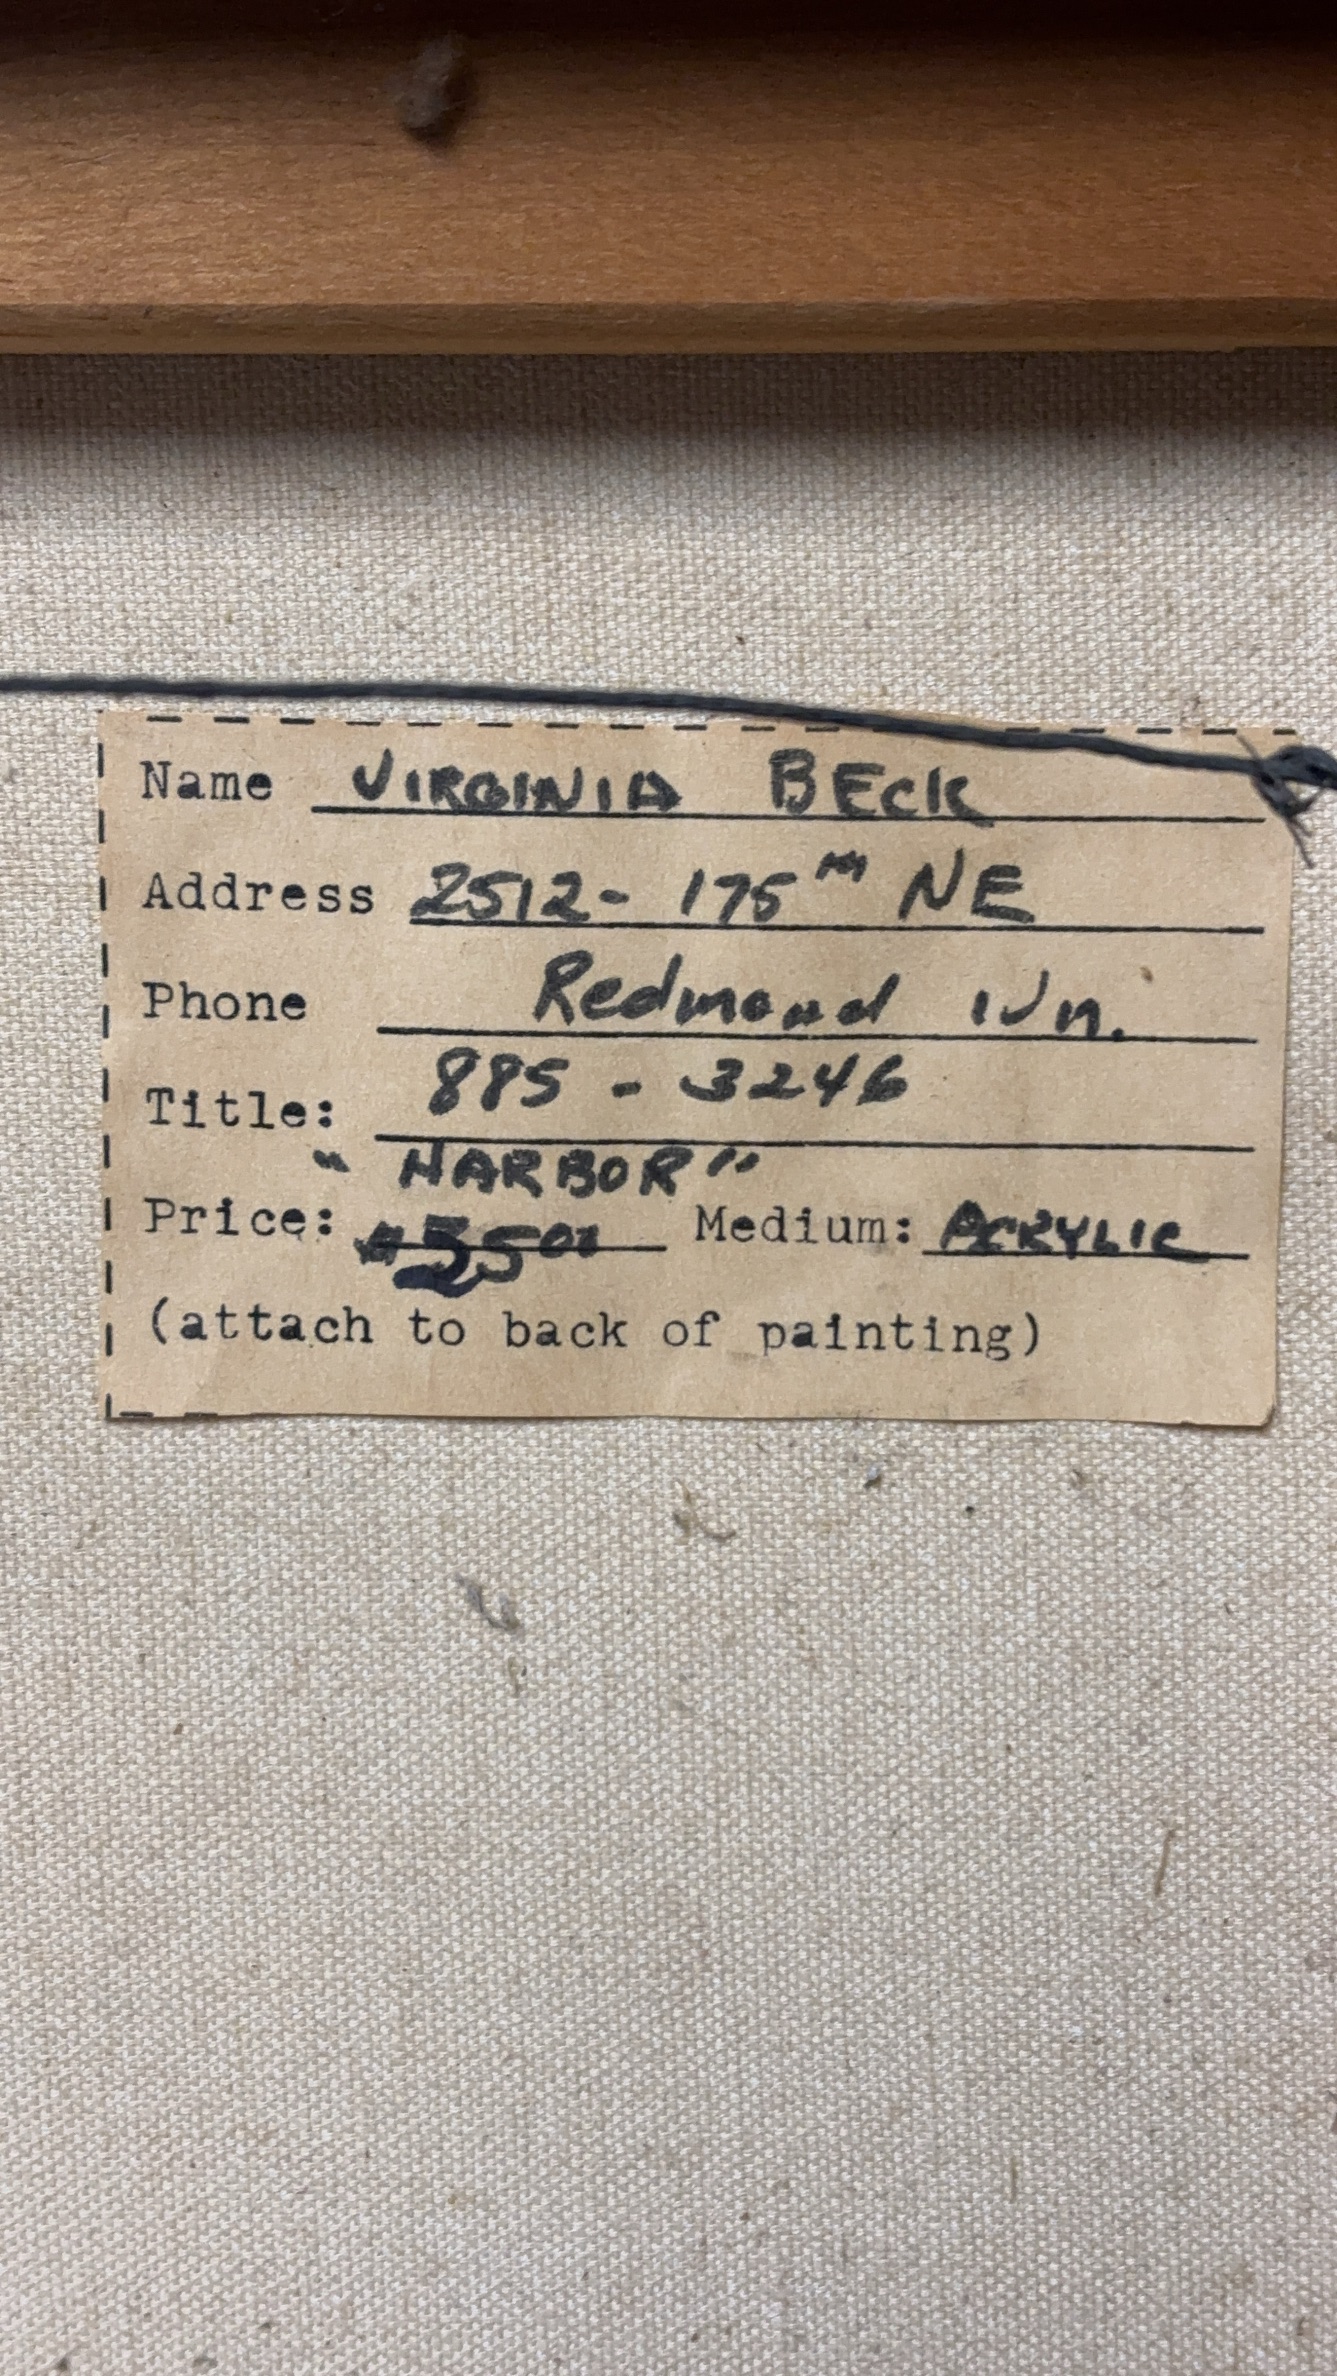 Name VIRGINIA BECK
Address 2512 - 175th NE
Phone Redmond Wn.
Title: 885 - 3246
"HARBOR"
Price: $5500 Medium: ACRYLIC
(attach to back of painting)